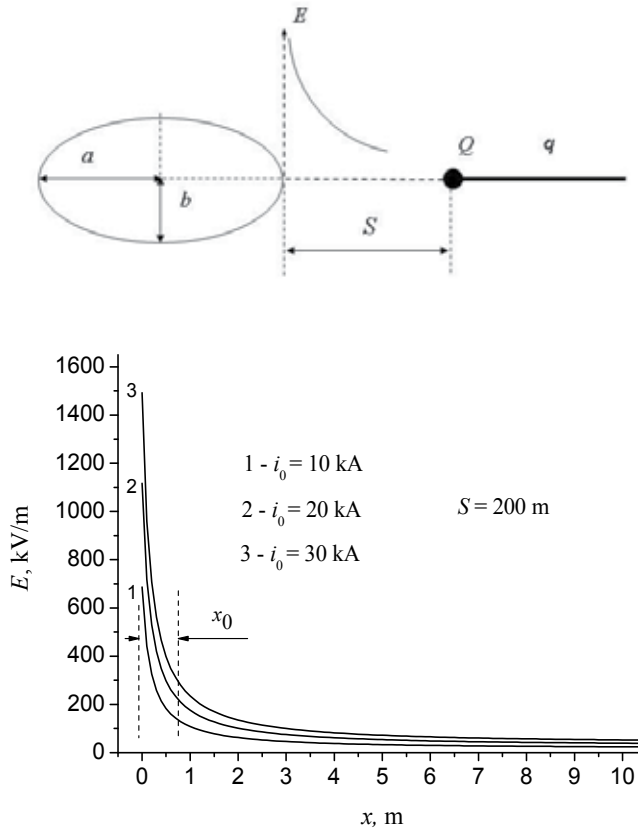 E
a
b
Q
q
S
1600
1400
1200
1000
800
600
400
200
0
E, kV/m
3
2
1
1 - i₀ = 10 kA
2 - i₀ = 20 kA
3 - i₀ = 30 kA
S = 200 m
x₀
0 1 2 3 4 5 6 7 8 9 10
x, m